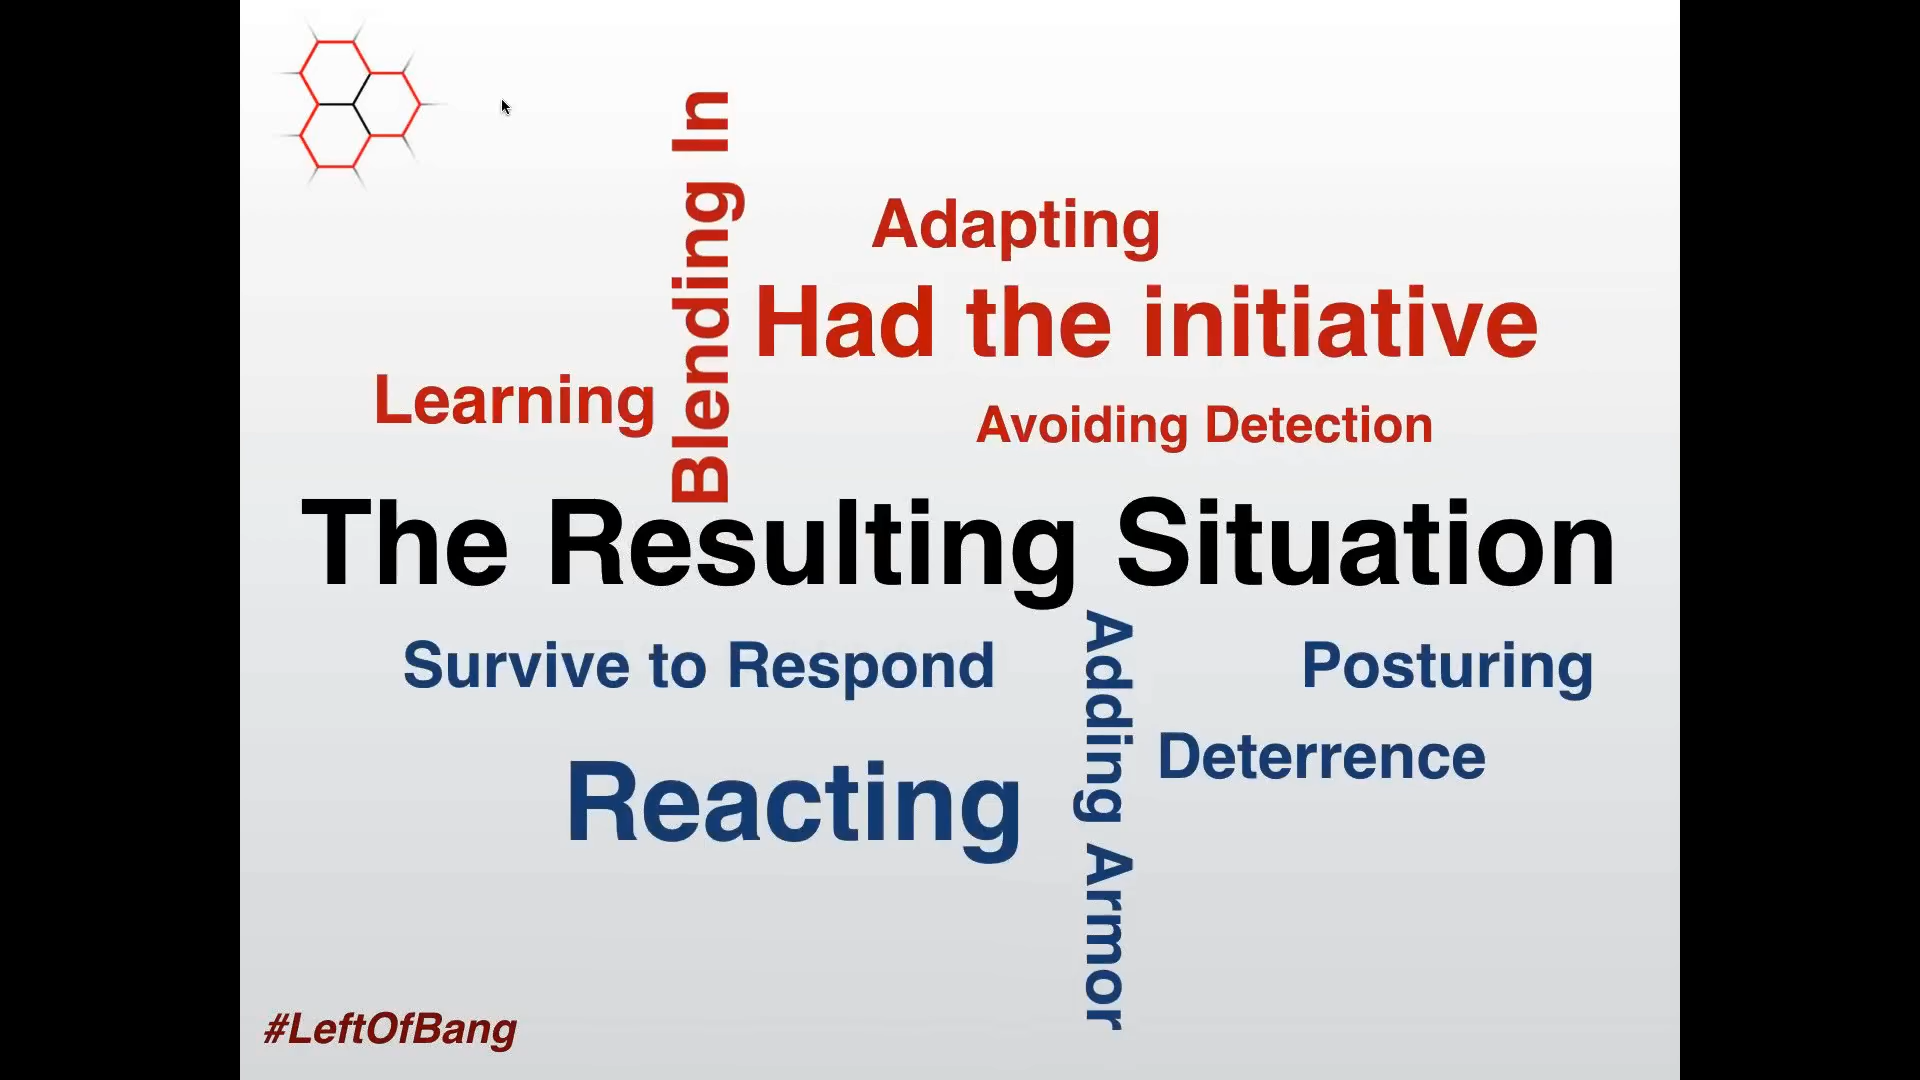 Blending In
Adapting
Had the initiative
Learning
Avoiding Detection
The Resulting Situation
Survive to Respond
Adding Armor
Posturing
Deterrence
Reacting
#LeftOfBang